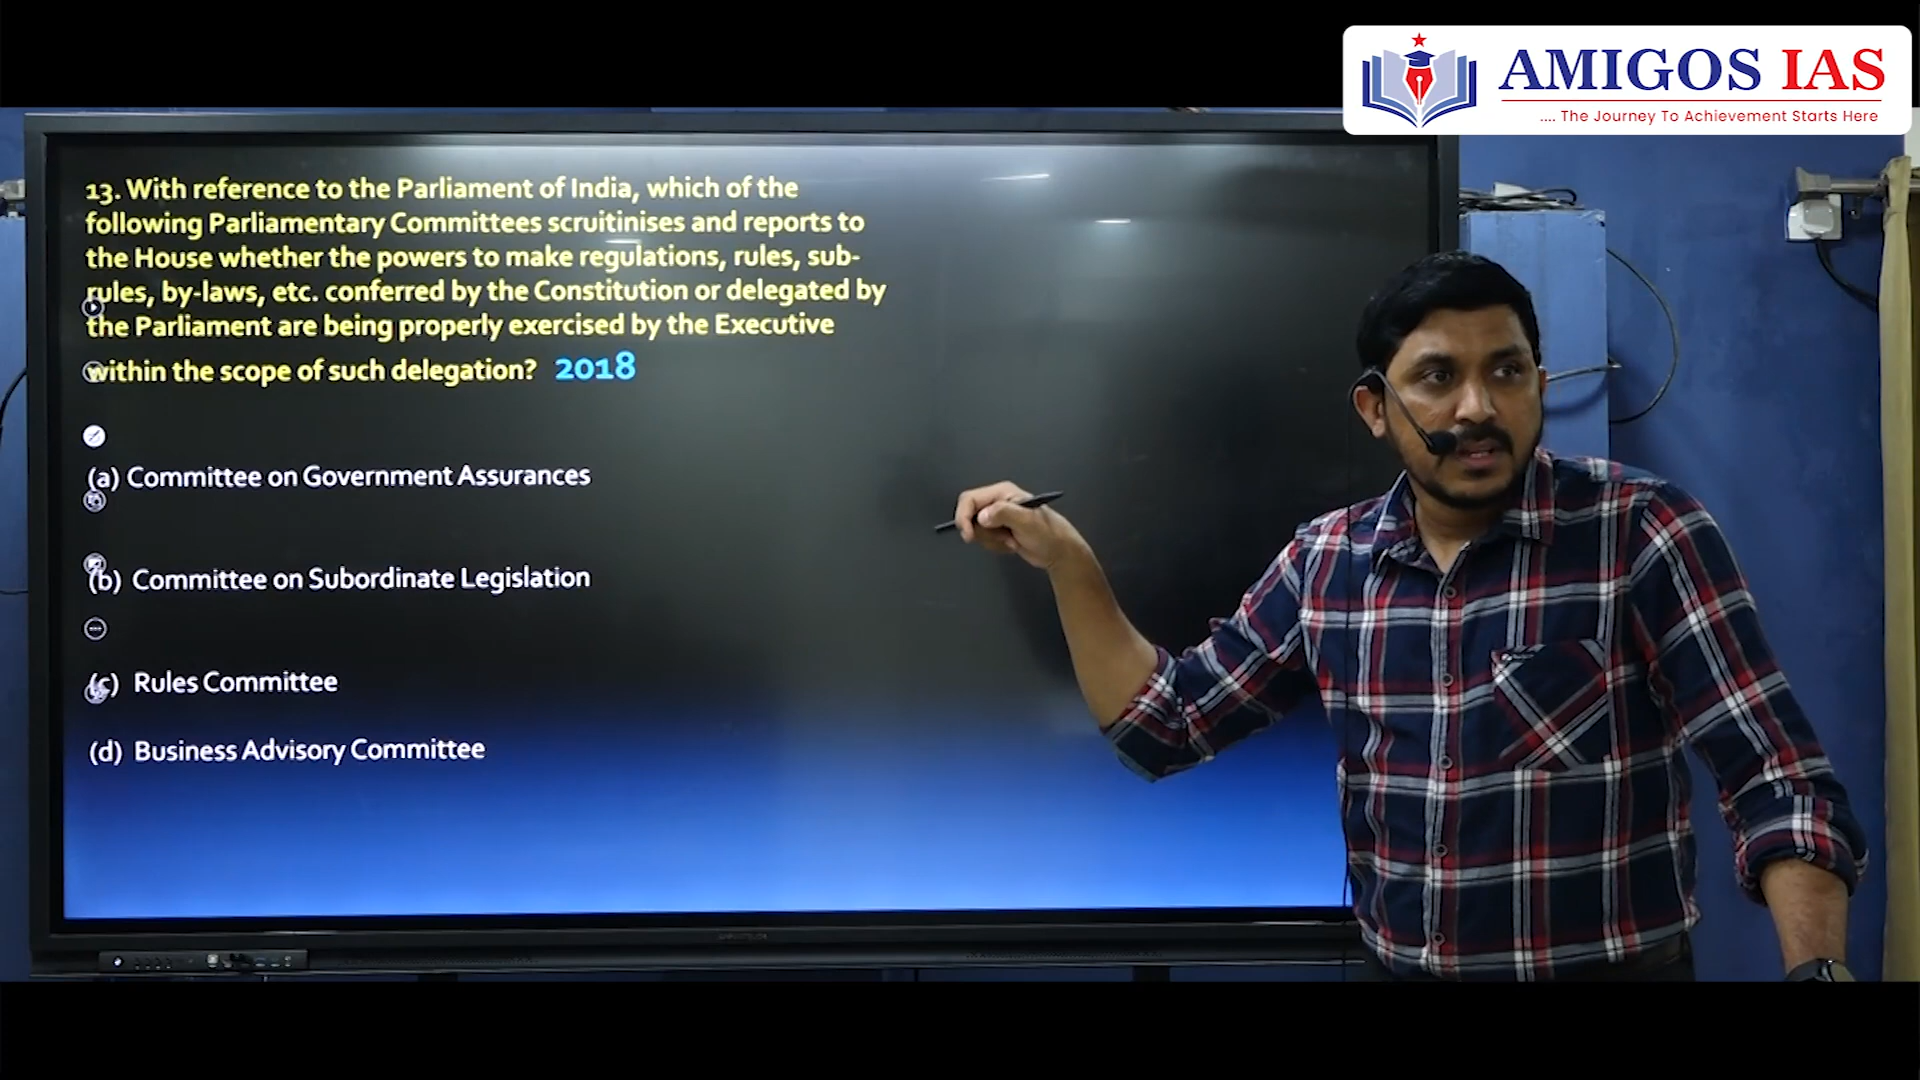 AMIGOS IAS
.... The Journey To Achievement Starts Here
13. With reference to the Parliament of India, which of the
following Parliamentary Committees scruitinises and reports to
the House whether the powers to make regulations, rules, sub-
rules, by-laws, etc. conferred by the Constitution or delegated by
the Parliament are being properly exercised by the Executive
within the scope of such delegation? 2018
(a) Committee on Government Assurances
(b) Committee on Subordinate Legislation
(c) Rules Committee
(d) Business Advisory Committee